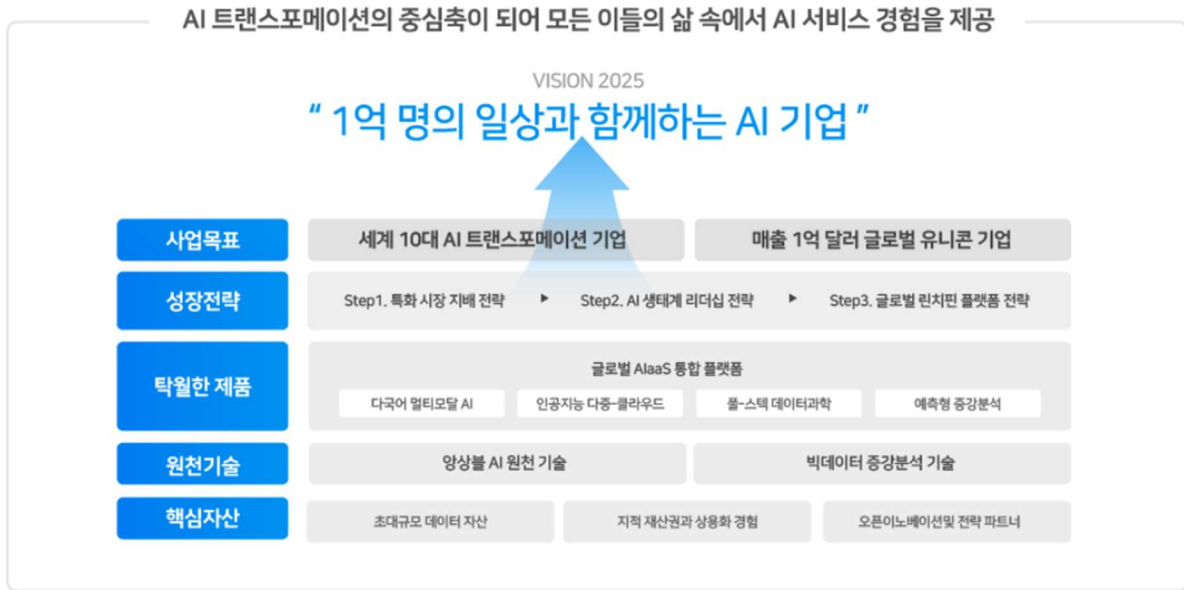 AI 트랜스포메이션의 중심축이 되어 모든 이들의 삶 속에서 AI 서비스 경험을 제공
VISION 2025
“ 1억 명의 일상과 함께하는 AI 기업 ”
사업목표
세계 10대 AI 트랜스포메이션 기업
매출 1억 달러 글로벌 유니콘 기업
성장전략
Step1. 특화 시장 지배 전략 ▶ Step2. AI 생태계 리더십 전략 ▶ Step3. 글로벌 린치핀 플랫폼 전략
탁월한 제품
글로벌 AIaaS 통합 플랫폼
다국어 멀티모달 AI
인공지능 다중-클라우드
풀-스텍 데이터과학
예측형 증강분석
원천기술
앙상블 AI 원천 기술
빅데이터 증강분석 기술
핵심자산
초대규모 데이터 자산
지적 재산권과 상용화 경험
오픈이노베이션및 전략 파트너